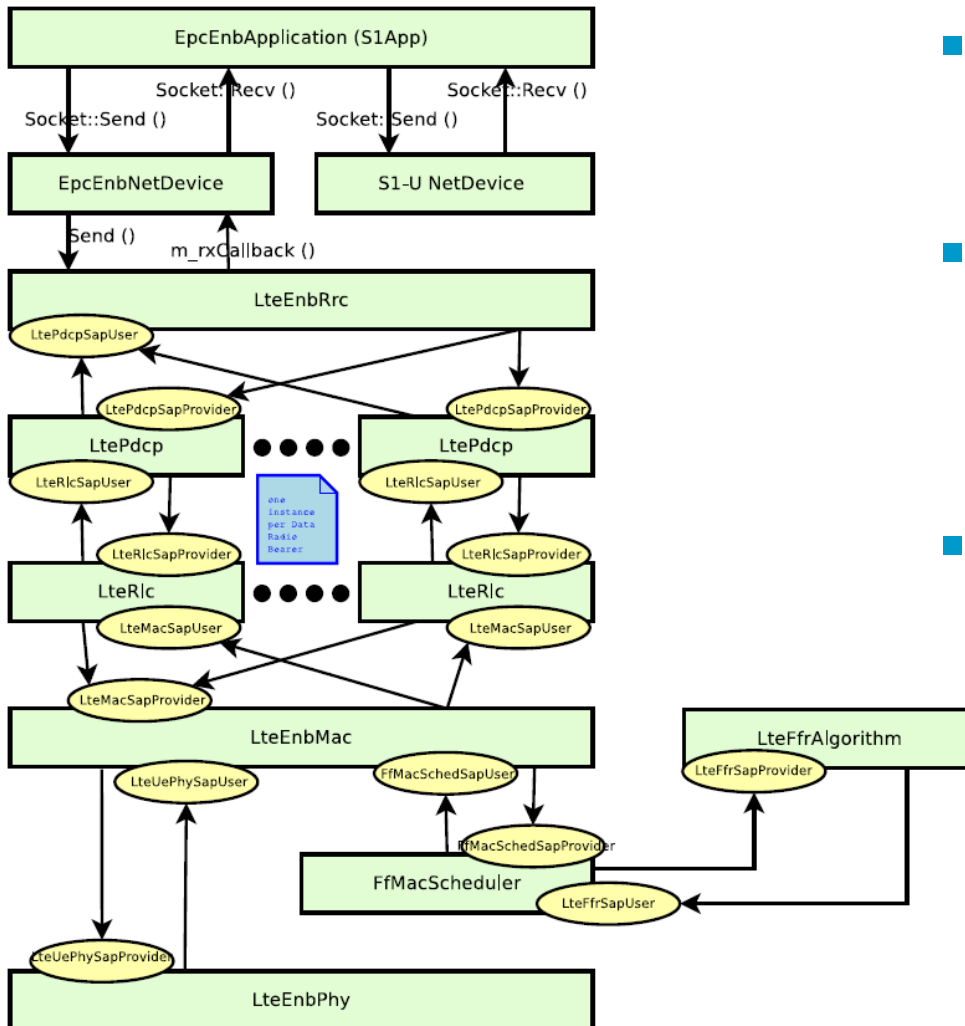 EpcEnbApplication (S1App)
Socket::Recv ()
Socket::Recv ()
Socket::Send ()
Socket::Send ()
EpcEnbNetDevice
S1-U NetDevice
Send ()
m_rxCallback ()
LteEnbRrc
LtePdcpSapUser
LtePdcpSapProvider
LtePdcpSapProvider
LtePdcp
LtePdcp
LteRlcSapUser
LteRlcSapUser
one
instance
per Data
Radio
Bearer
LteRlcSapProvider
LteRlcSapProvider
LteRlc
LteRlc
LteMacSapUser
LteMacSapUser
LteMacSapProvider
LteEnbMac
LteFfrAlgorithm
LteUePhySapUser
FfMacSchedSapUser
LteFfrSapProvider
FfMacSchedSapProvider
FfMacScheduler
LteFfrSapUser
LteUePhySapProvider
LteEnbPhy